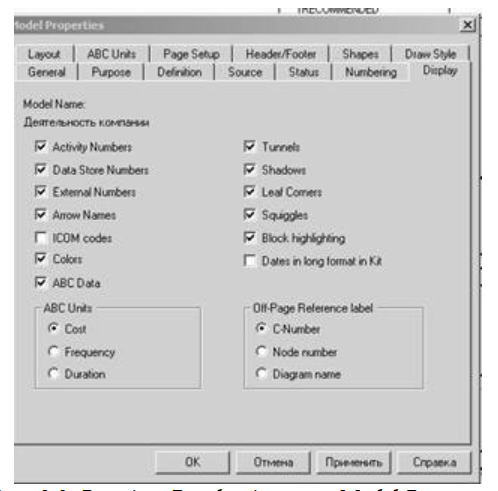 RECOMMENDED
Model Properties
Layout ABC Units Page Setup Header/Footer Shapes Draw Style
General Purpose Definition Source Status Numbering Display
Model Name:
Деятельность компании
Activity Numbers Tunnels
Data Store Numbers Shadows
External Numbers Leaf Corners
Arrow Names Squiggles
ICOM codes Block highlighting
Colors Dates in long format in Kit
ABC Data
ABC Units Off-Page Reference label
Cost C-Number
Frequency Node number
Duration Diagram name
OK Отмена Применить Справка